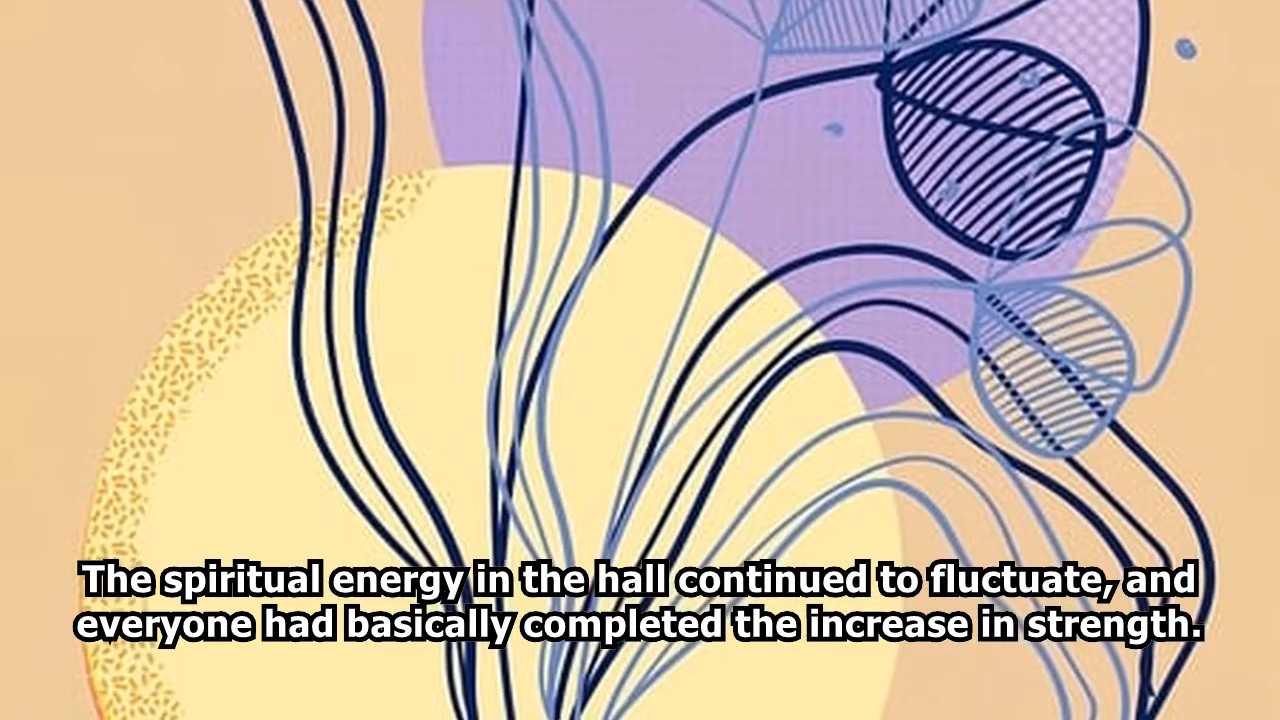 The spiritual energy in the hall continued to fluctuate, and
everyone had basically completed the increase in strength.